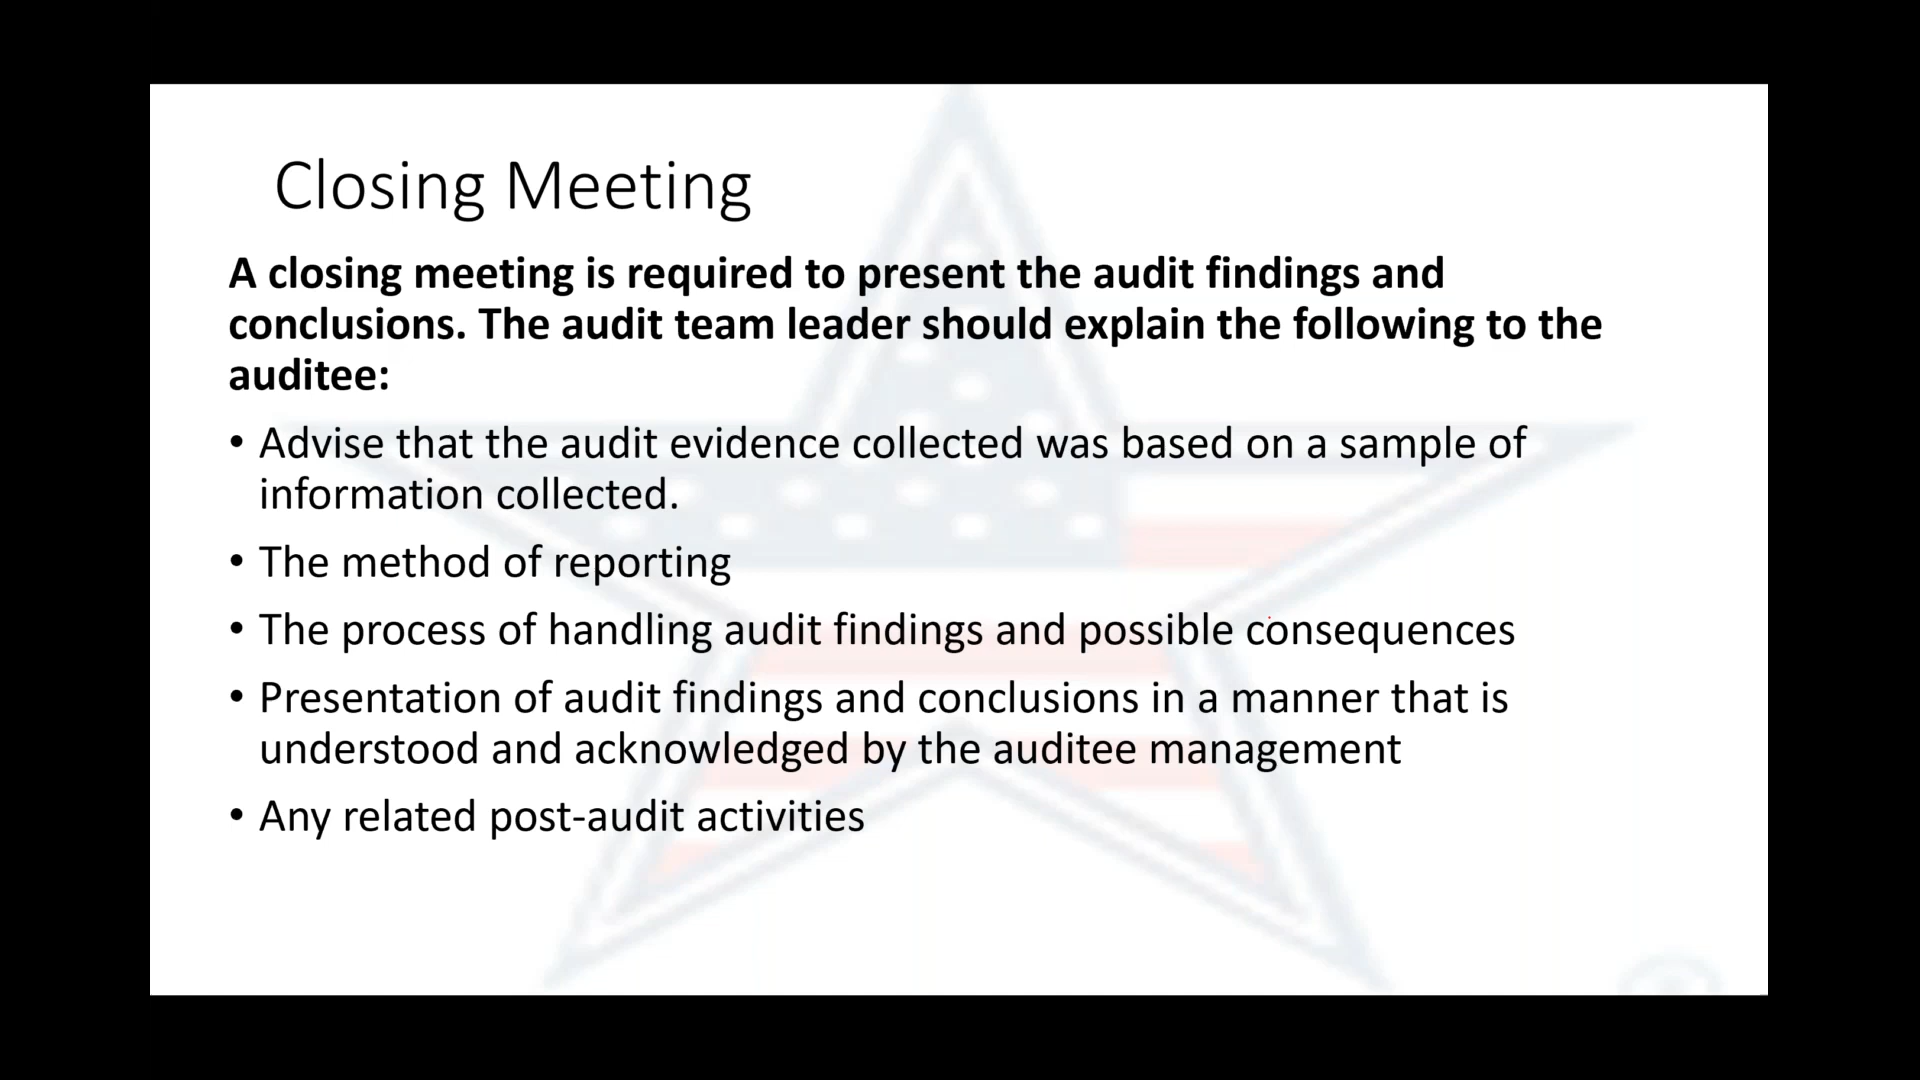 Closing Meeting
A closing meeting is required to present the audit findings and
conclusions. The audit team leader should explain the following to the
auditee:
• Advise that the audit evidence collected was based on a sample of
information collected.
• The method of reporting
• The process of handling audit findings and possible consequences
• Presentation of audit findings and conclusions in a manner that is
understood and acknowledged by the auditee management
• Any related post-audit activities